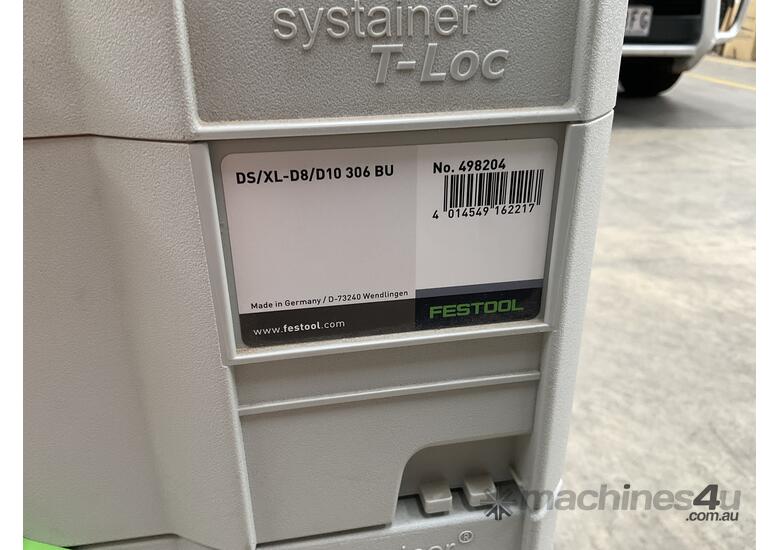 systainer®
T-Loc
DS/XL-D8/D10 306 BU
No. 498204
4 014549 162217
Made in Germany / D-73240 Wendlingen
www.festool.com
FESTOOL
machines4u
.com.au
systainer®